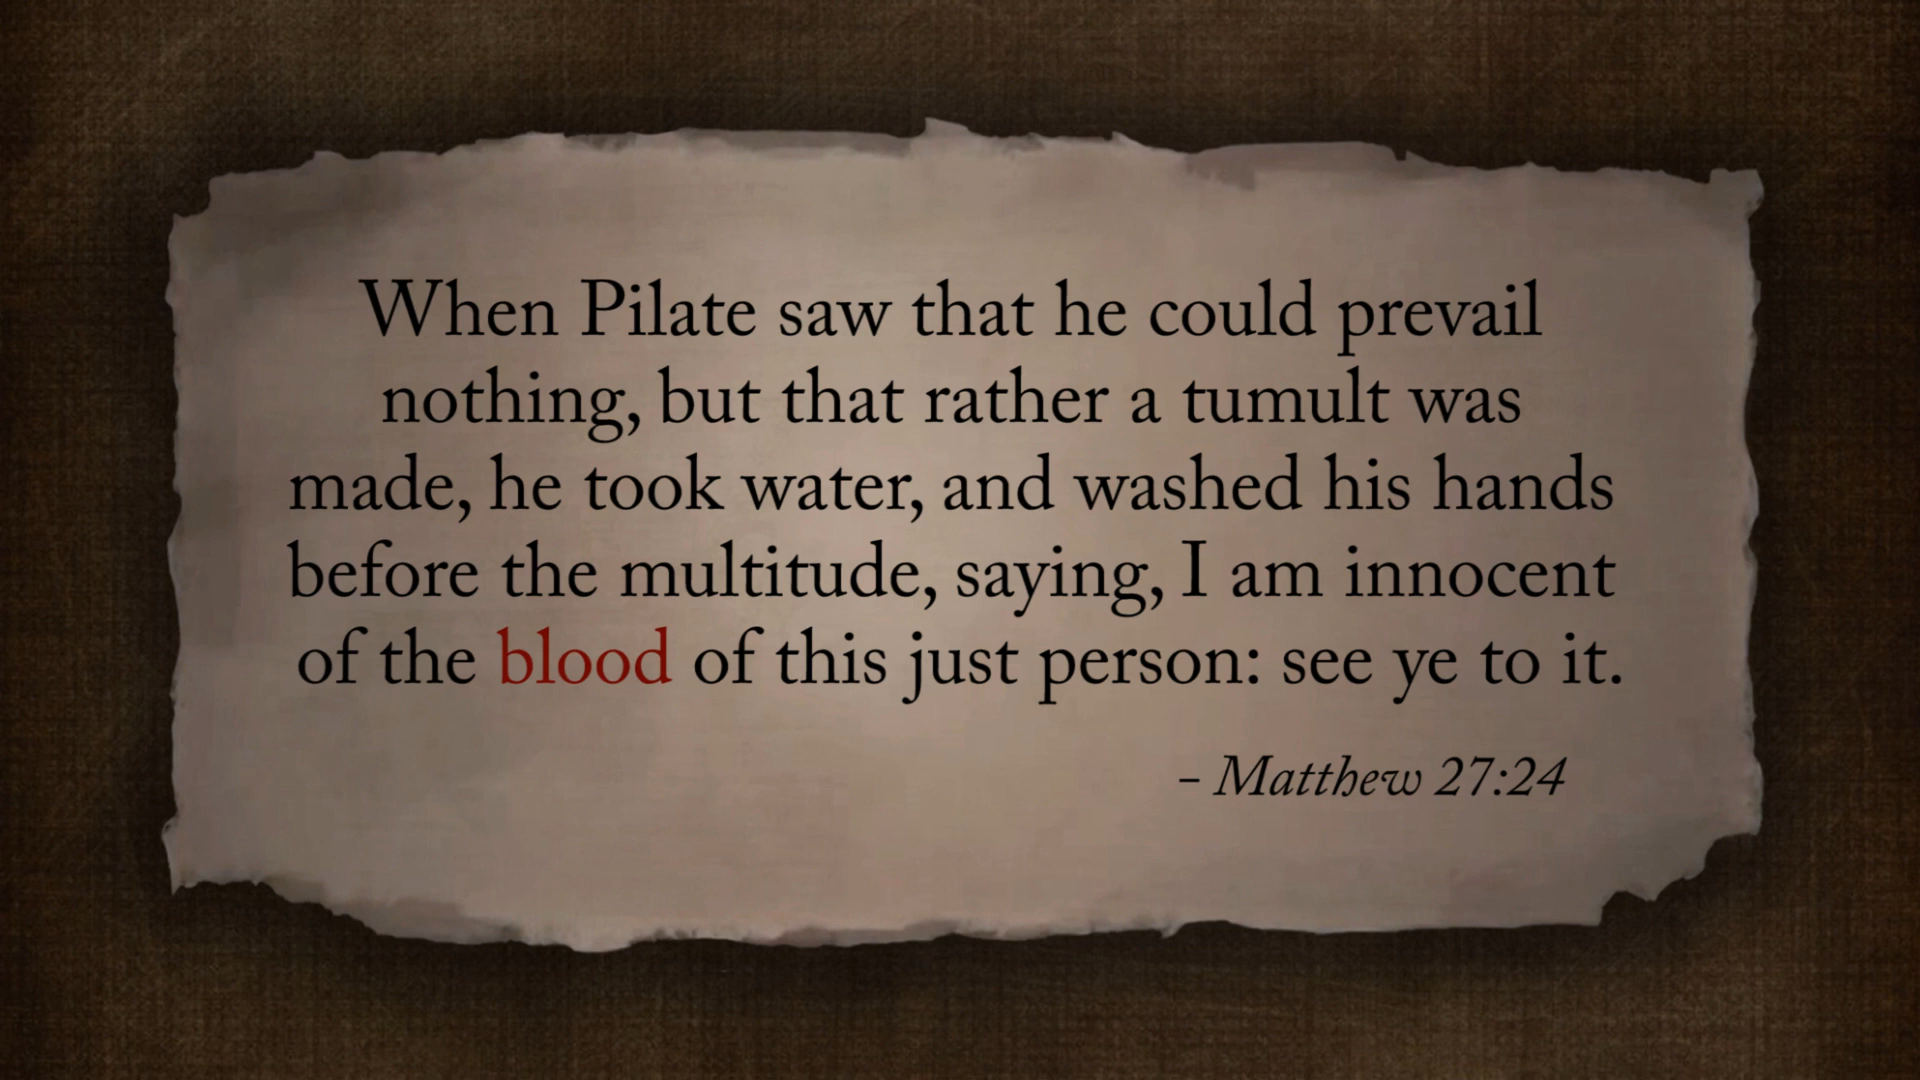 When Pilate saw that he could prevail
nothing, but that rather a tumult was
made, he took water, and washed his hands
before the multitude, saying, I am innocent
of the blood of this just person: see ye to it.
– Matthew 27:24